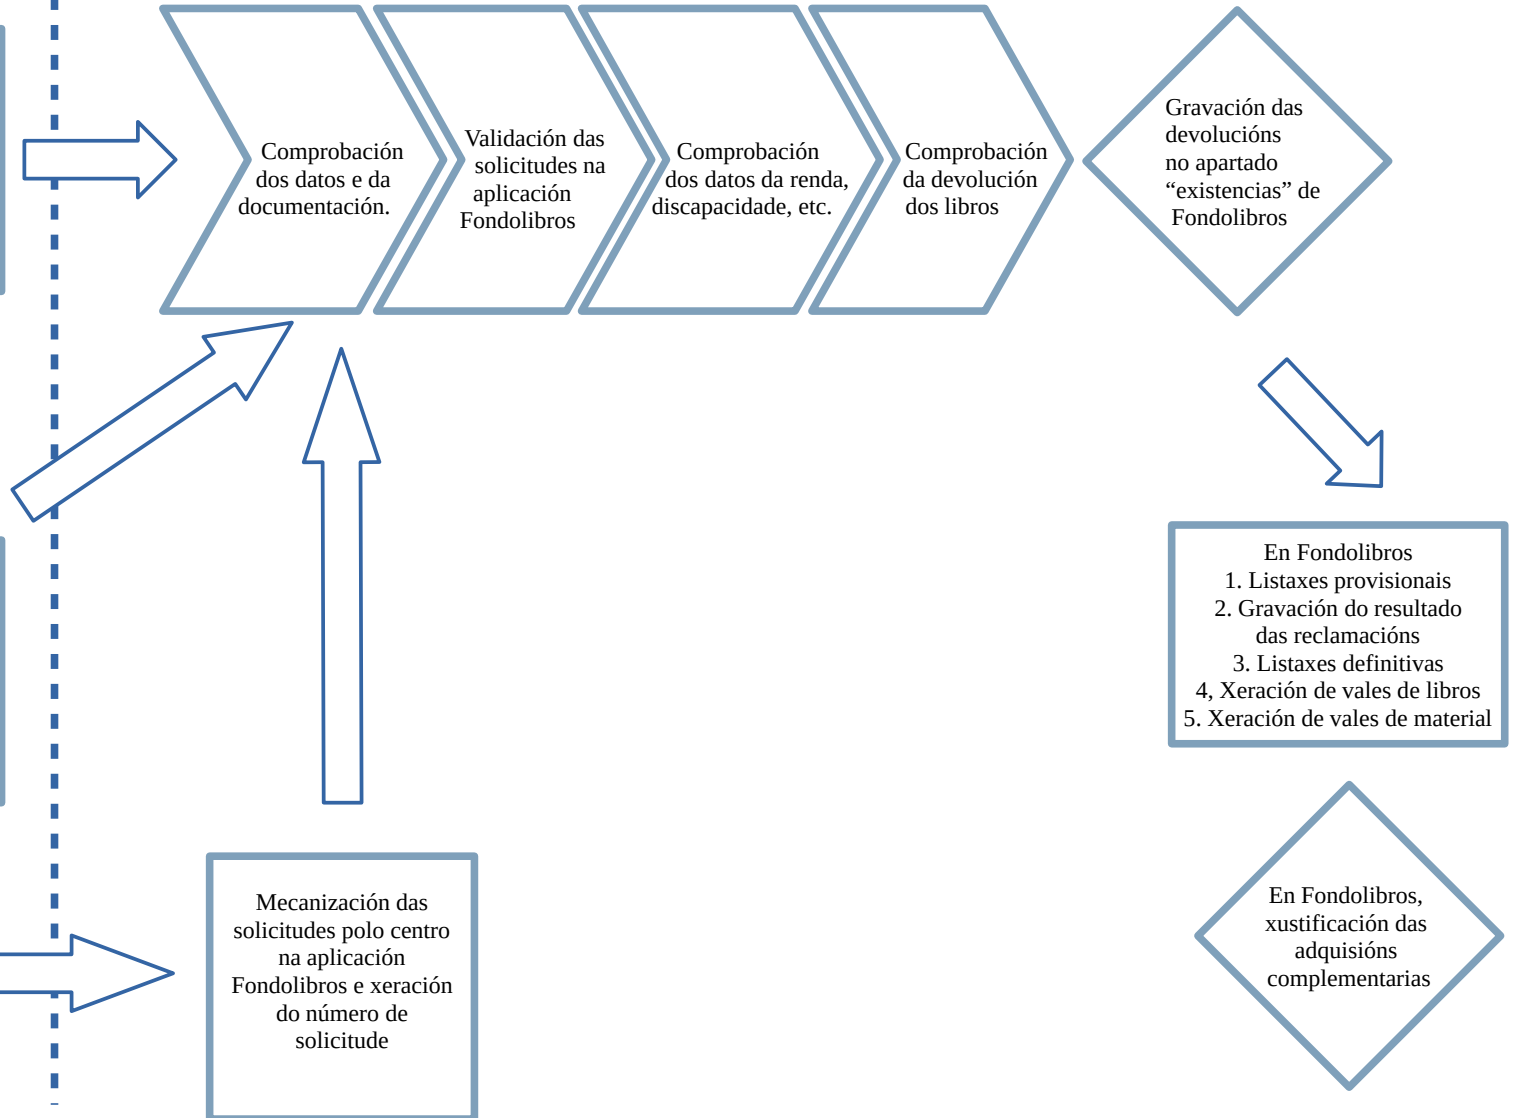 Comprobación
dos datos e da
documentación.
Validación das
solicitudes na
aplicación
Fondolibros
Comprobación
dos datos da renda,
discapacidade, etc.
Comprobación
da devolución
dos libros
Gravación das
devolucións
no apartado
“existencias” de
Fondolibros
En Fondolibros
1. Listaxes provisionais
2. Gravación do resultado
das reclamacións
3. Listaxes definitivas
4, Xeración de vales de libros
5. Xeración de vales de material
Mecanización das
solicitudes polo centro
na aplicación
Fondolibros e xeración
do número de
solicitude
En Fondolibros,
xustificación das
adquisións
complementarias